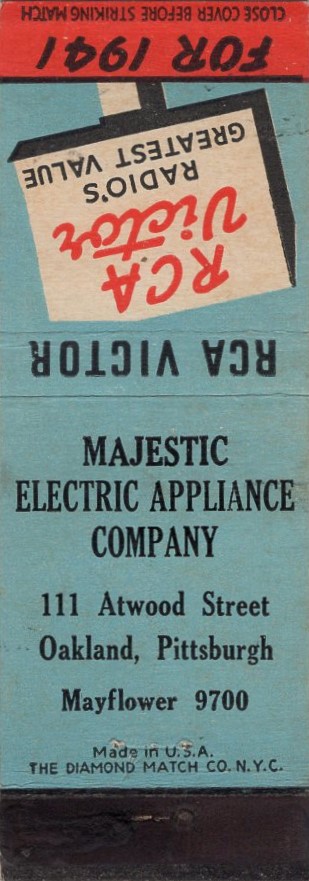 CLOSE COVER BEFORE STRIKING MATCH
FOR 1941
RCA
Victor
RADIO'S
GREATEST VALUE
RCA VICTOR
MAJESTIC
ELECTRIC APPLIANCE
COMPANY
111 Atwood Street
Oakland, Pittsburgh
Mayflower 9700
Made in U.S.A.
THE DIAMOND MATCH CO. N.Y.C.